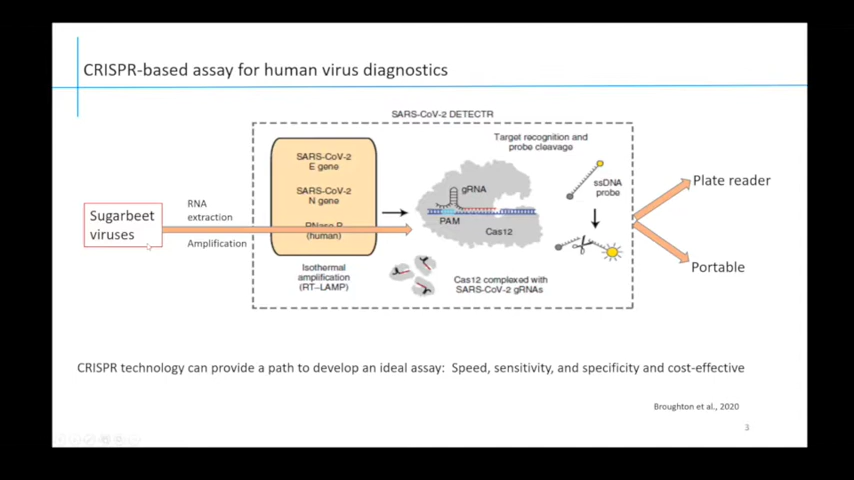 CRISPR-based assay for human virus diagnostics
SARS-CoV-2 DETECTR
SARS-CoV-2
E gene
SARS-CoV-2
N gene
RNase P
(human)
Isothermal
amplification
(RT–LAMP)
Target recognition and
probe cleavage
gRNA
PAM
Cas12
ssDNA
probe
Cas12 complexed with
SARS-CoV-2 gRNAs
Sugarbeet
viruses
RNA
extraction
Amplification
Plate reader
Portable
CRISPR technology can provide a path to develop an ideal assay: Speed, sensitivity, and specificity and cost-effective
Broughton et al., 2020
3